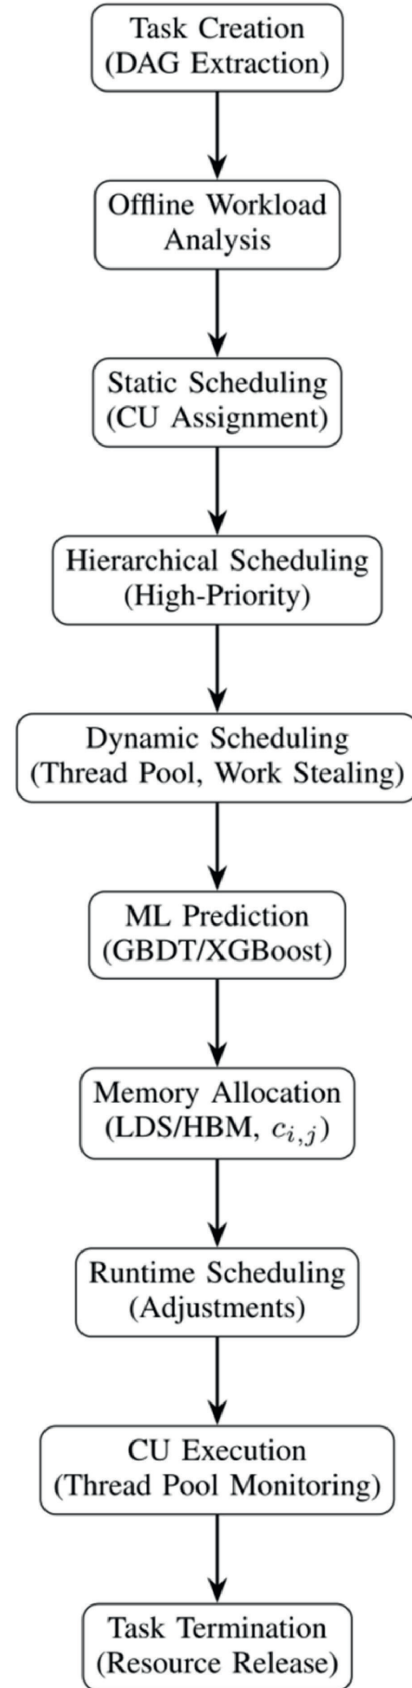 Task Creation
(DAG Extraction)
Offline Workload
Analysis
Static Scheduling
(CU Assignment)
Hierarchical Scheduling
(High-Priority)
Dynamic Scheduling
(Thread Pool, Work Stealing)
ML Prediction
(GBDT/XGBoost)
Memory Allocation
(LDS/HBM, c_{i,j})
Runtime Scheduling
(Adjustments)
CU Execution
(Thread Pool Monitoring)
Task Termination
(Resource Release)